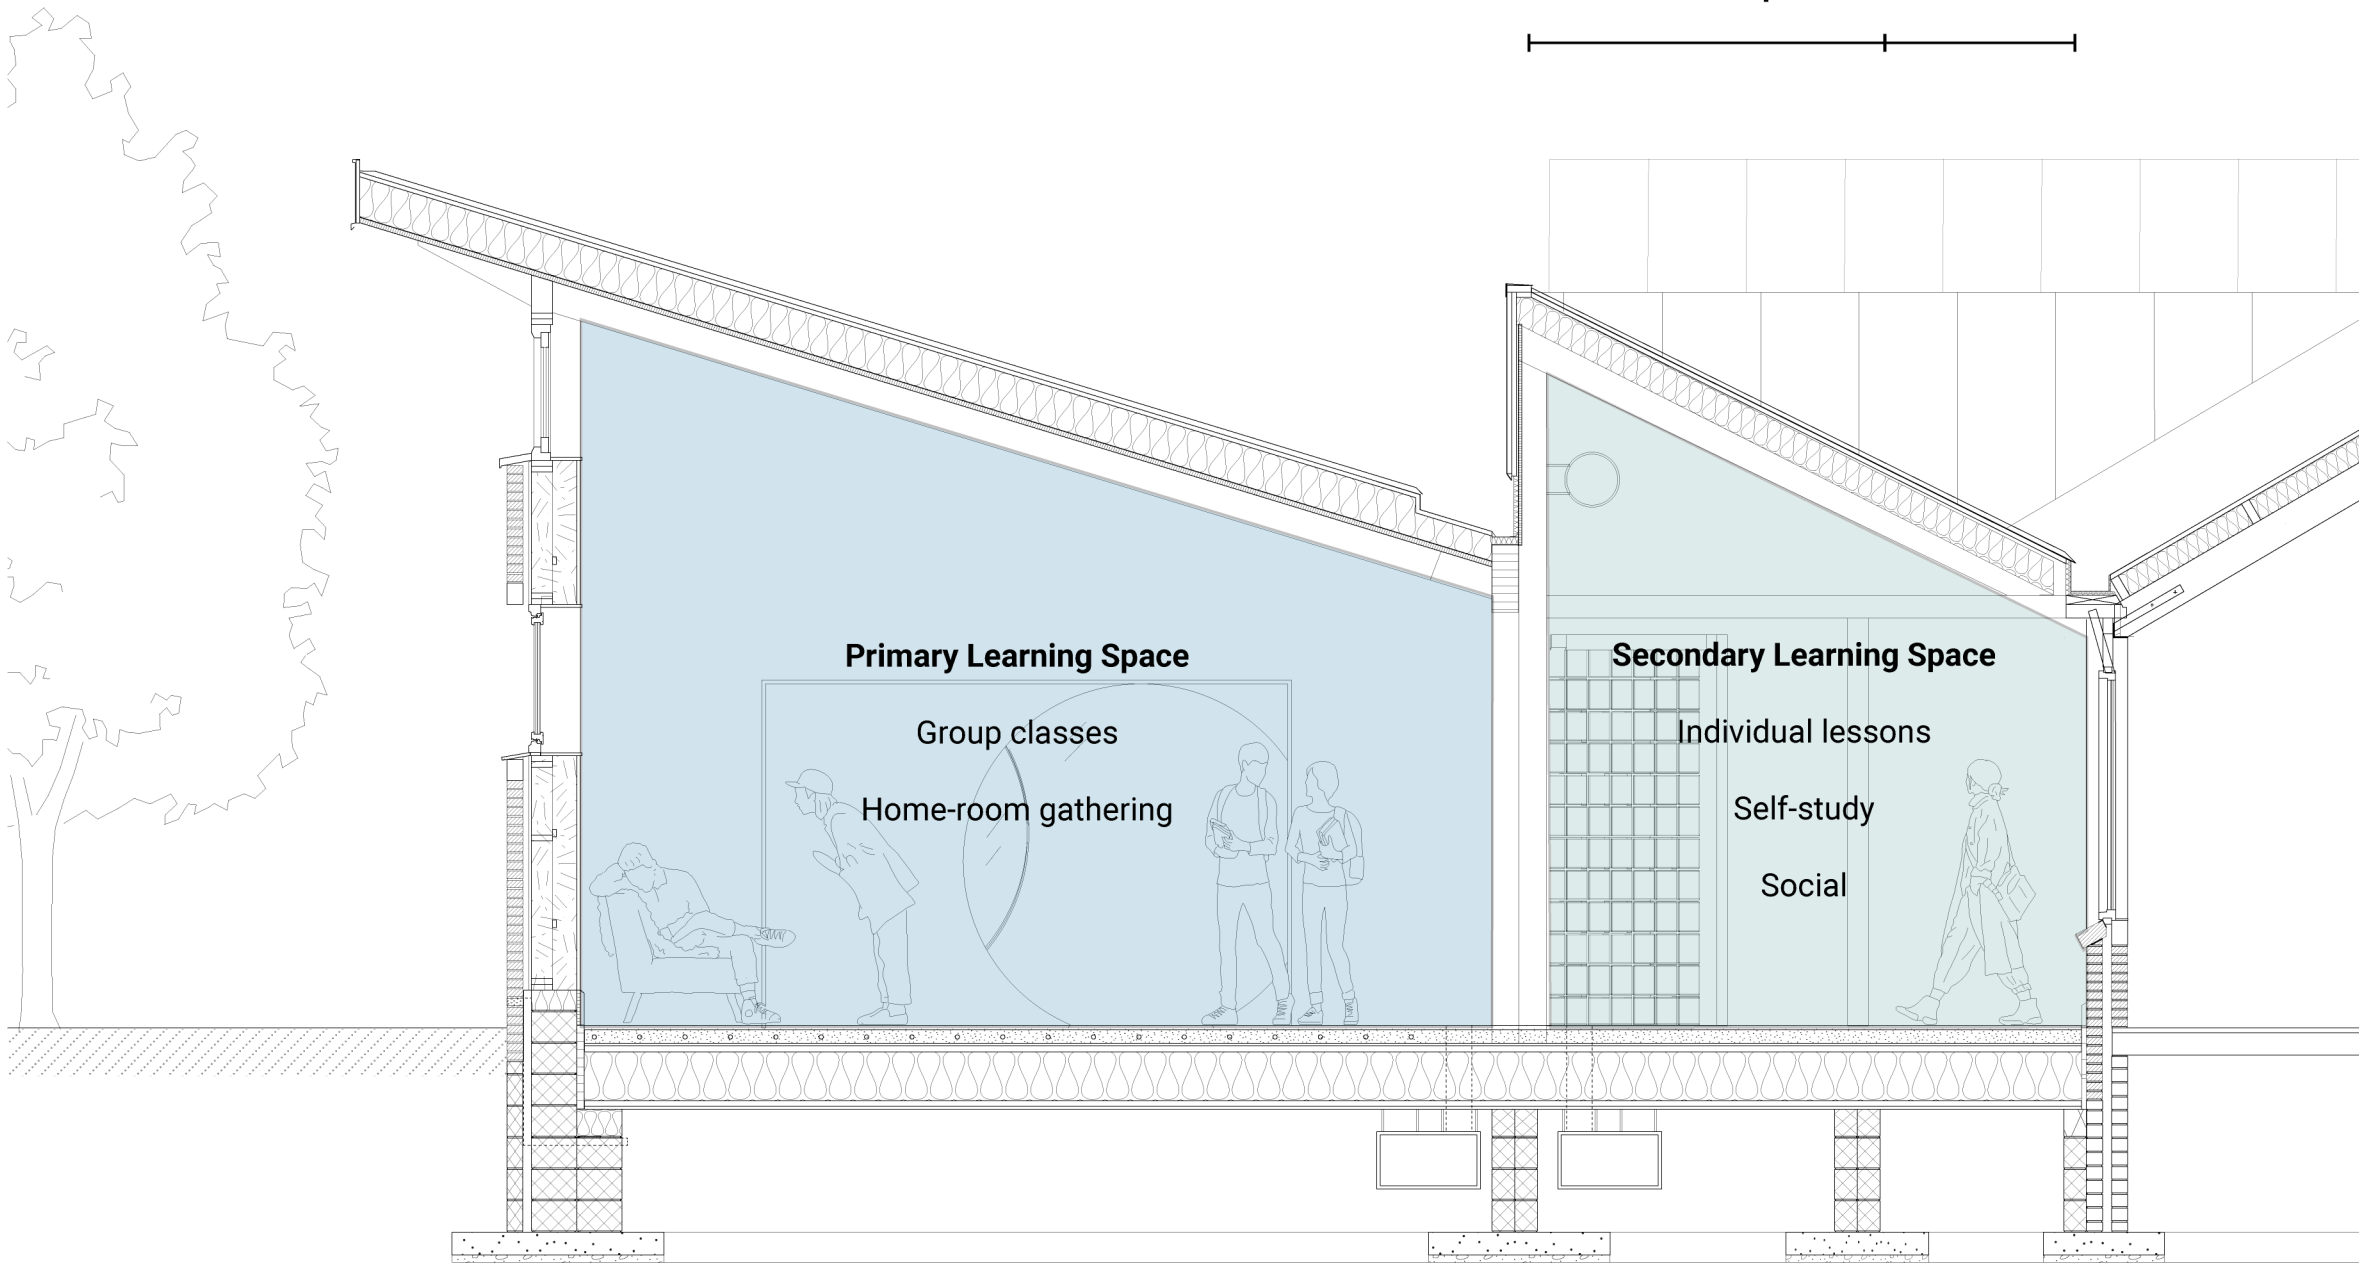 Primary Learning Space
Group classes
Home-room gathering
Secondary Learning Space
Individual lessons
Self-study
Social